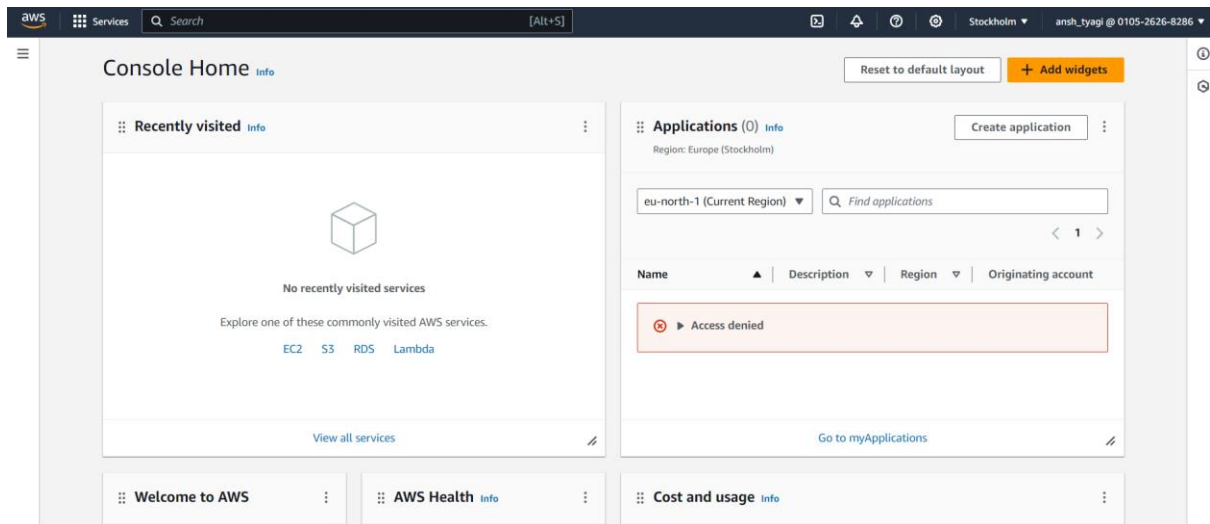 aws Services Search [Alt+S] Stockholm ▼ ansh_tyagi @ 0105-2626-8286 ▼
Console Home Info
Reset to default layout
+ Add widgets
Recently visited Info
No recently visited services
Explore one of these commonly visited AWS services.
EC2 S3 RDS Lambda
View all services
Applications (0) Info
Create application
Region: Europe (Stockholm)
eu-north-1 (Current Region) ▼
Find applications
< 1 >
Name ▲ Description ▽ Region ▽ Originating account
Access denied
Go to myApplications
Welcome to AWS
AWS Health Info
Cost and usage Info